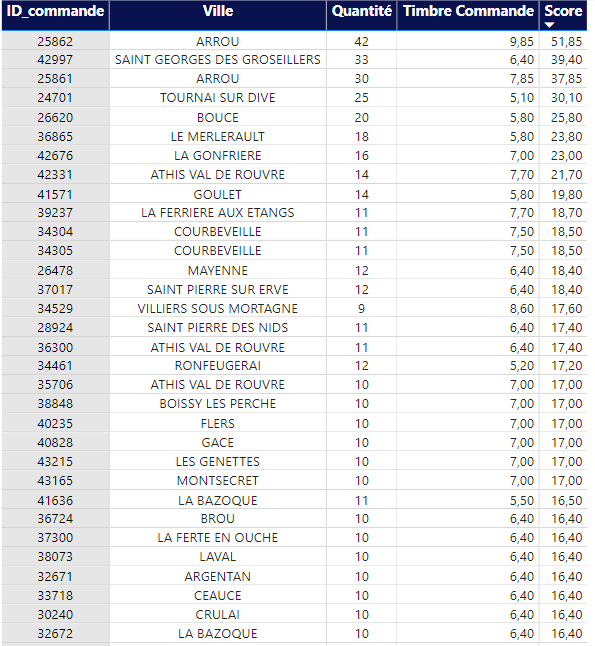 ID_commande Ville Quantité Timbre Commande Score
25862 ARROU 42 9,85 51,85
42997 SAINT GEORGES DES GROSEILLERS 33 6,40 39,40
25861 ARROU 30 7,85 37,85
24701 TOURNAI SUR DIVE 25 5,10 30,10
26620 BOUCE 20 5,80 25,80
36865 LE MERLERAULT 18 5,80 23,80
42676 LA GONFRIERE 16 7,00 23,00
42331 ATHIS VAL DE ROUVRE 14 7,70 21,70
41571 GOULET 14 5,80 19,80
39237 LA FERRIERE AUX ETANGS 11 7,70 18,70
34304 COURBEVEILLE 11 7,50 18,50
34305 COURBEVEILLE 11 7,50 18,50
26478 MAYENNE 12 6,40 18,40
37017 SAINT PIERRE SUR ERVE 12 6,40 18,40
34529 VILLIERS SOUS MORTAGNE 9 8,60 17,60
28924 SAINT PIERRE DES NIDS 11 6,40 17,40
36300 ATHIS VAL DE ROUVRE 11 6,40 17,40
34461 RONFEUGERAI 12 5,20 17,20
35706 ATHIS VAL DE ROUVRE 10 7,00 17,00
38848 BOISSY LES PERCHE 10 7,00 17,00
40235 FLERS 10 7,00 17,00
40828 GACE 10 7,00 17,00
43215 LES GENETTES 10 7,00 17,00
43165 MONTSECRET 10 7,00 17,00
41636 LA BAZOQUE 11 5,50 16,50
36724 BROU 10 6,40 16,40
37300 LA FERTE EN OUCHE 10 6,40 16,40
38073 LAVAL 10 6,40 16,40
32671 ARGENTAN 10 6,40 16,40
33718 CEAUCE 10 6,40 16,40
30240 CRULAI 10 6,40 16,40
32672 LA BAZOQUE 10 6,40 16,40